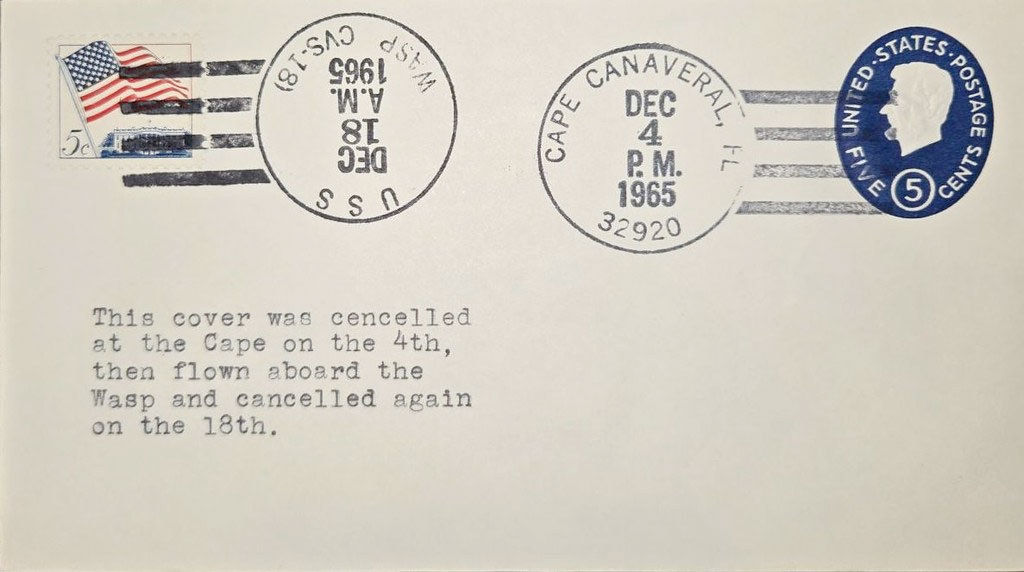 5c
USS
WASP CVS-18)
DEC
18
A.M.
1965
CAPE CANAVERAL, FL
DEC
4
P.M.
1965
32920
UNITED · STATES · POSTAGE
FIVE 5 CENTS
This cover was cencelled
at the Cape on the 4th,
then flown aboard the
Wasp and cancelled again
on the 18th.